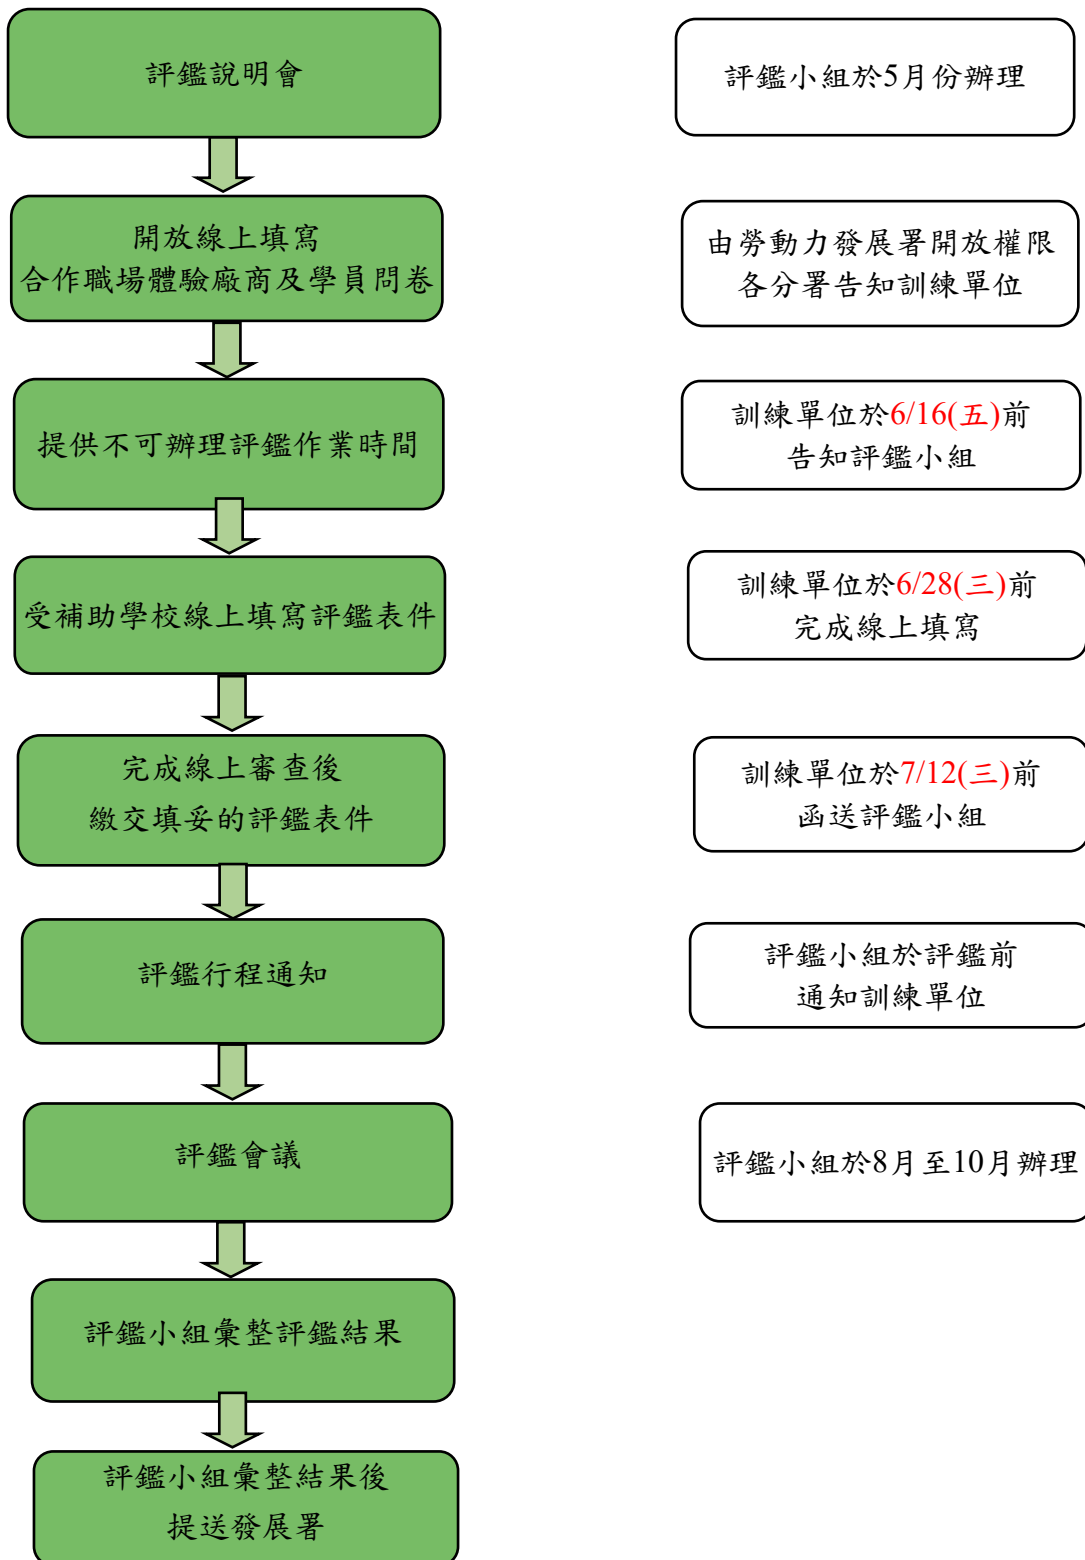 評鑑說明會
評鑑小組於5月份辦理
開放線上填寫
合作職場體驗廠商及學員問卷
由勞動力發展署開放權限
各分署告知訓練單位
提供不可辦理評鑑作業時間
訓練單位於6/16(五)前
告知評鑑小組
受補助學校線上填寫評鑑表件
訓練單位於6/28(三)前
完成線上填寫
完成線上審查後
繳交填妥的評鑑表件
訓練單位於7/12(三)前
函送評鑑小組
評鑑行程通知
評鑑小組於評鑑前
通知訓練單位
評鑑會議
評鑑小組於8月至10月辦理
評鑑小組彙整評鑑結果
評鑑小組彙整結果後
提送發展署